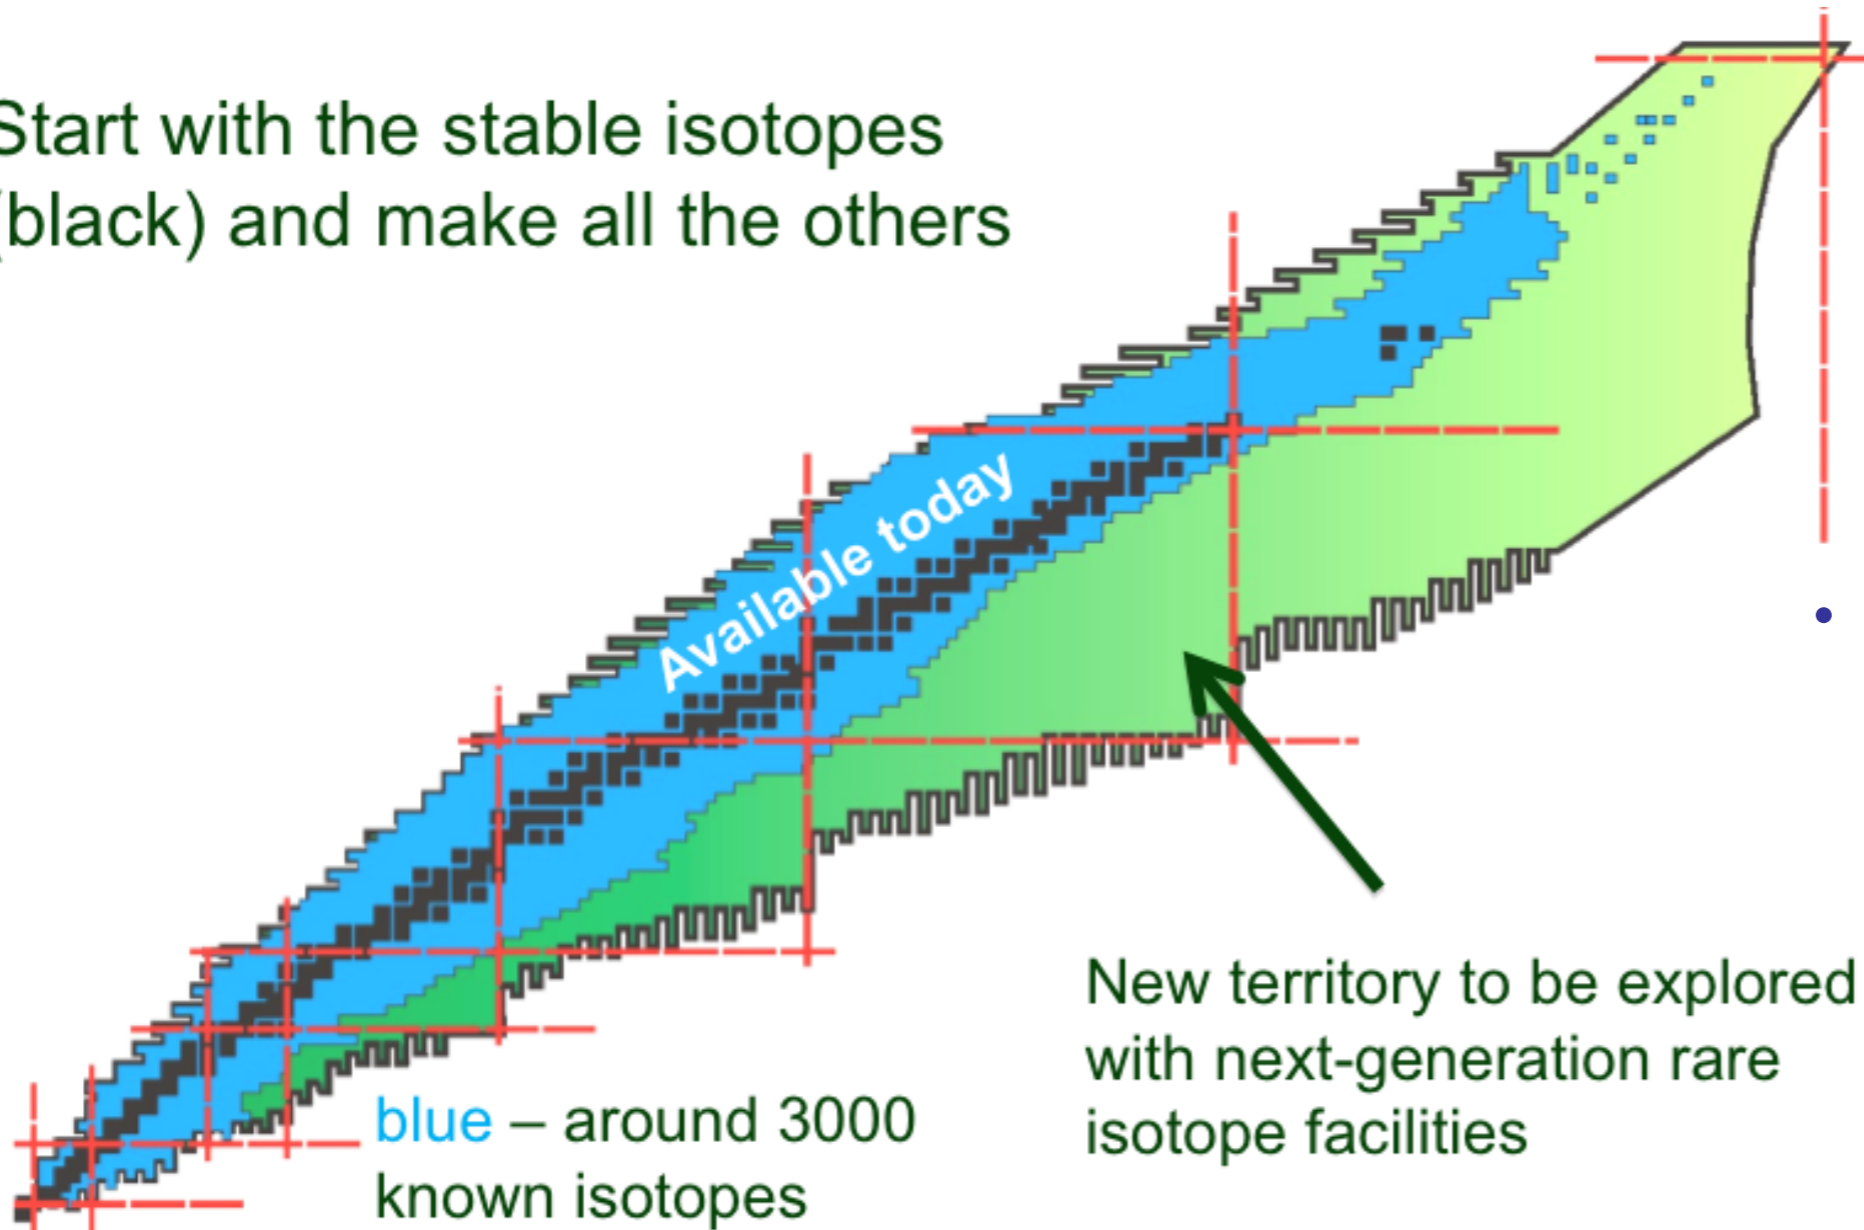 Start with the stable isotopes
(black) and make all the others
Available today
New territory to be explored
with next-generation rare
isotope facilities
blue – around 3000
known isotopes